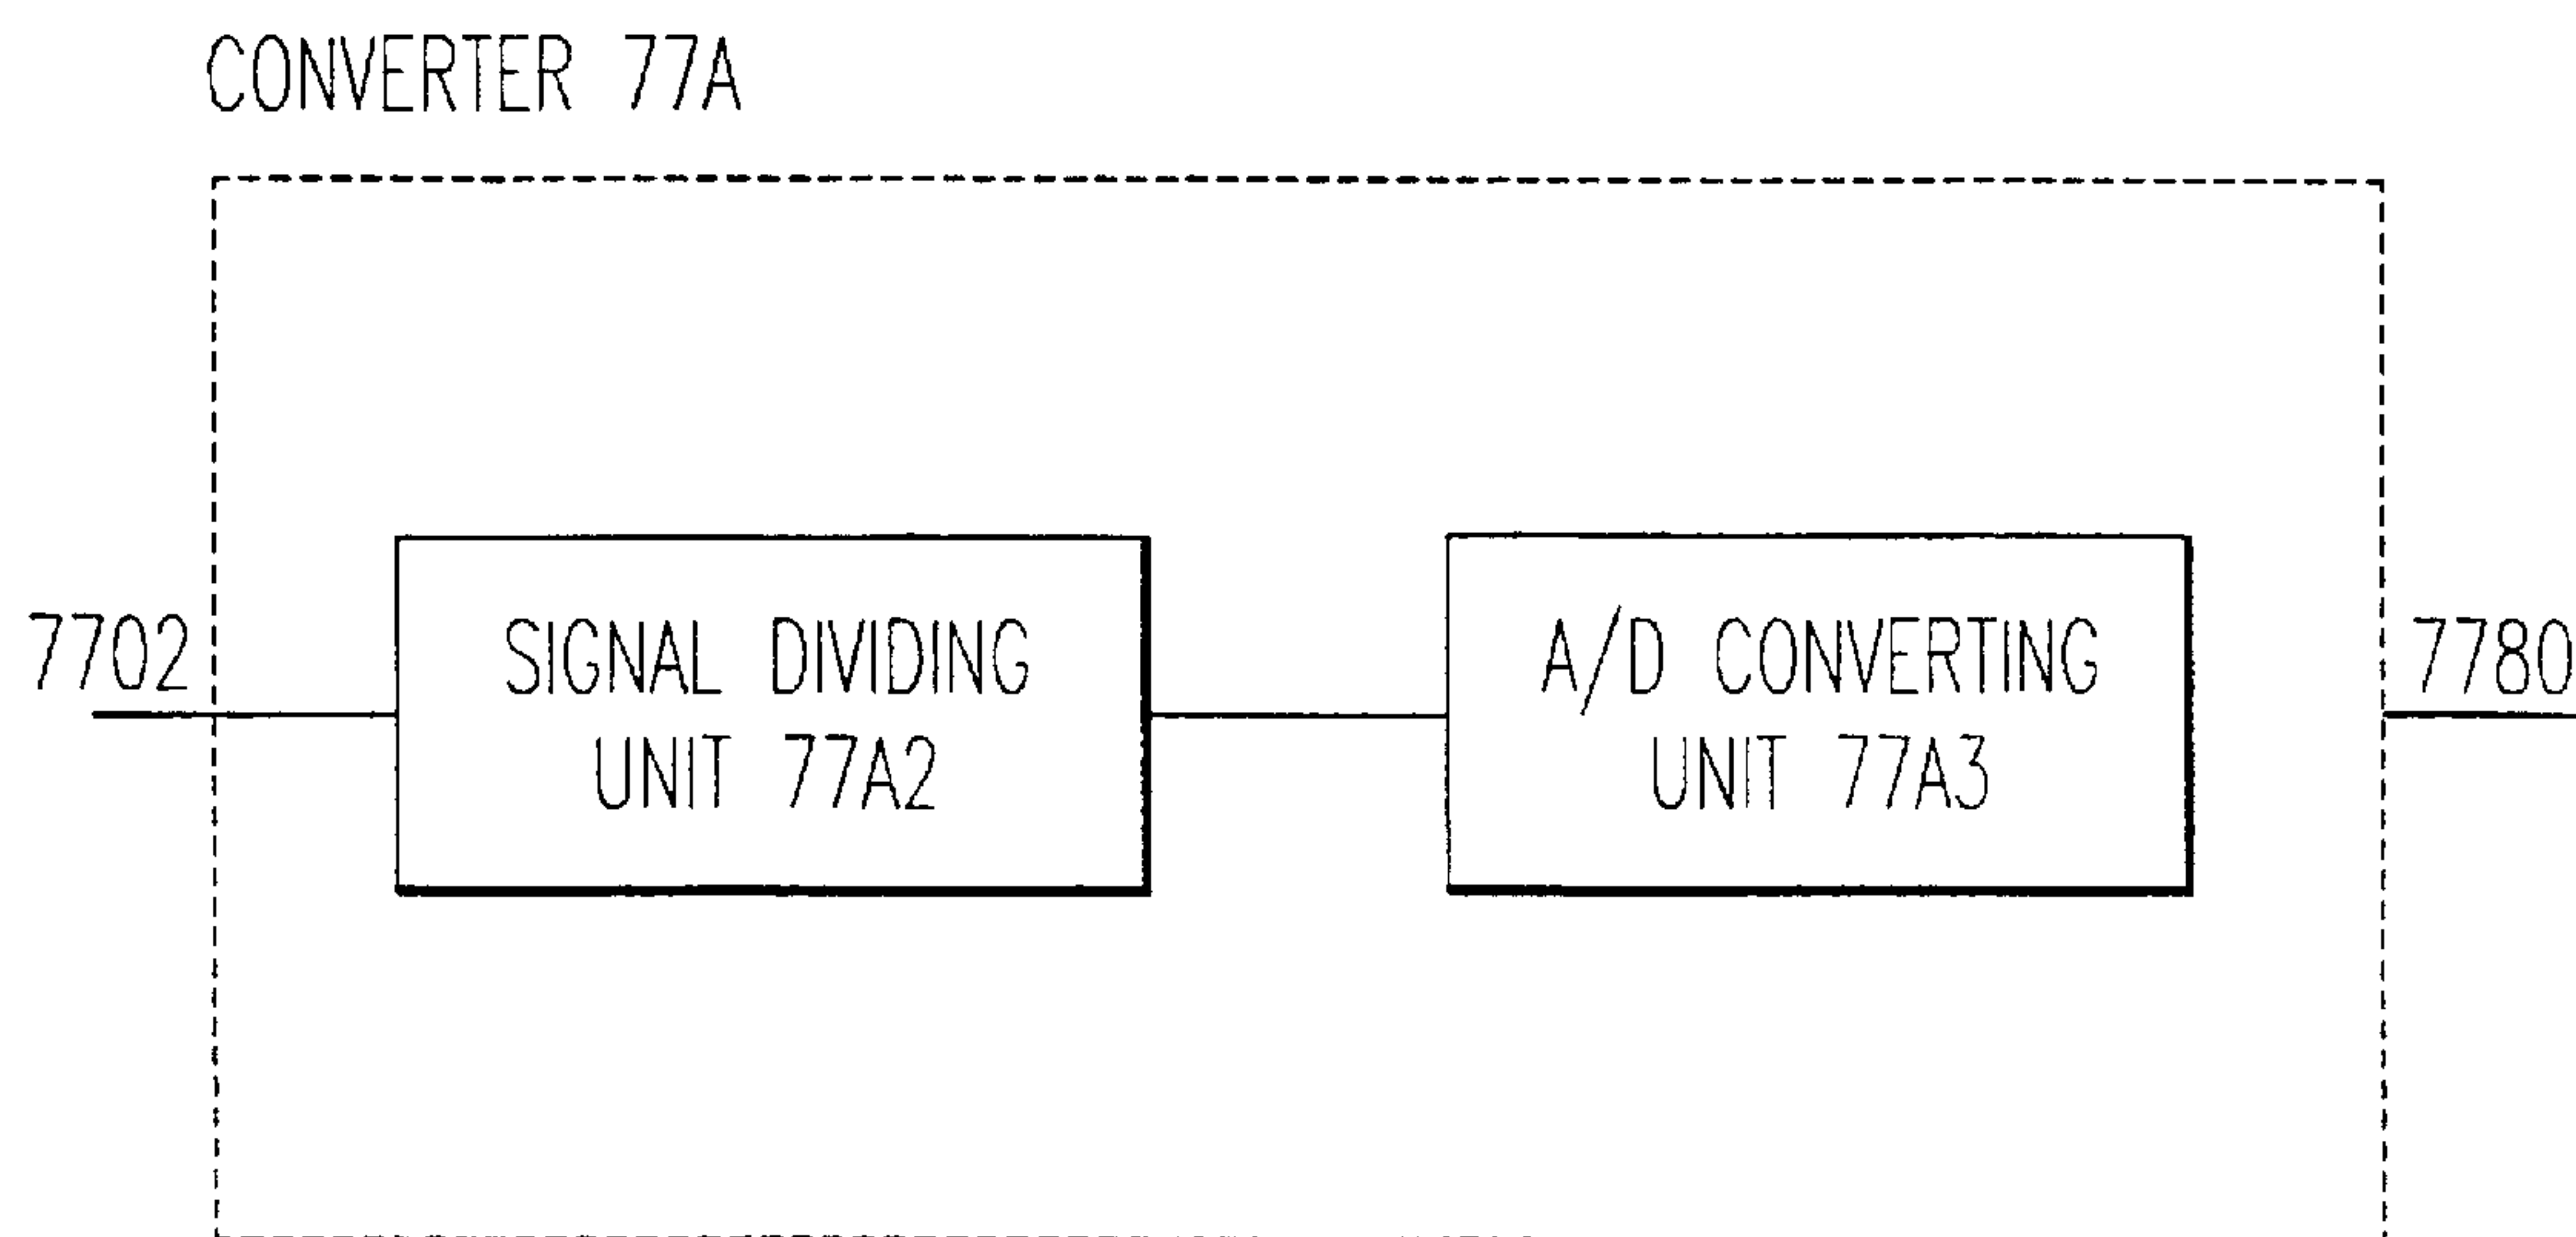 CONVERTER 77A
7702
SIGNAL DIVIDING
UNIT 77A2
A/D CONVERTING
UNIT 77A3
7780